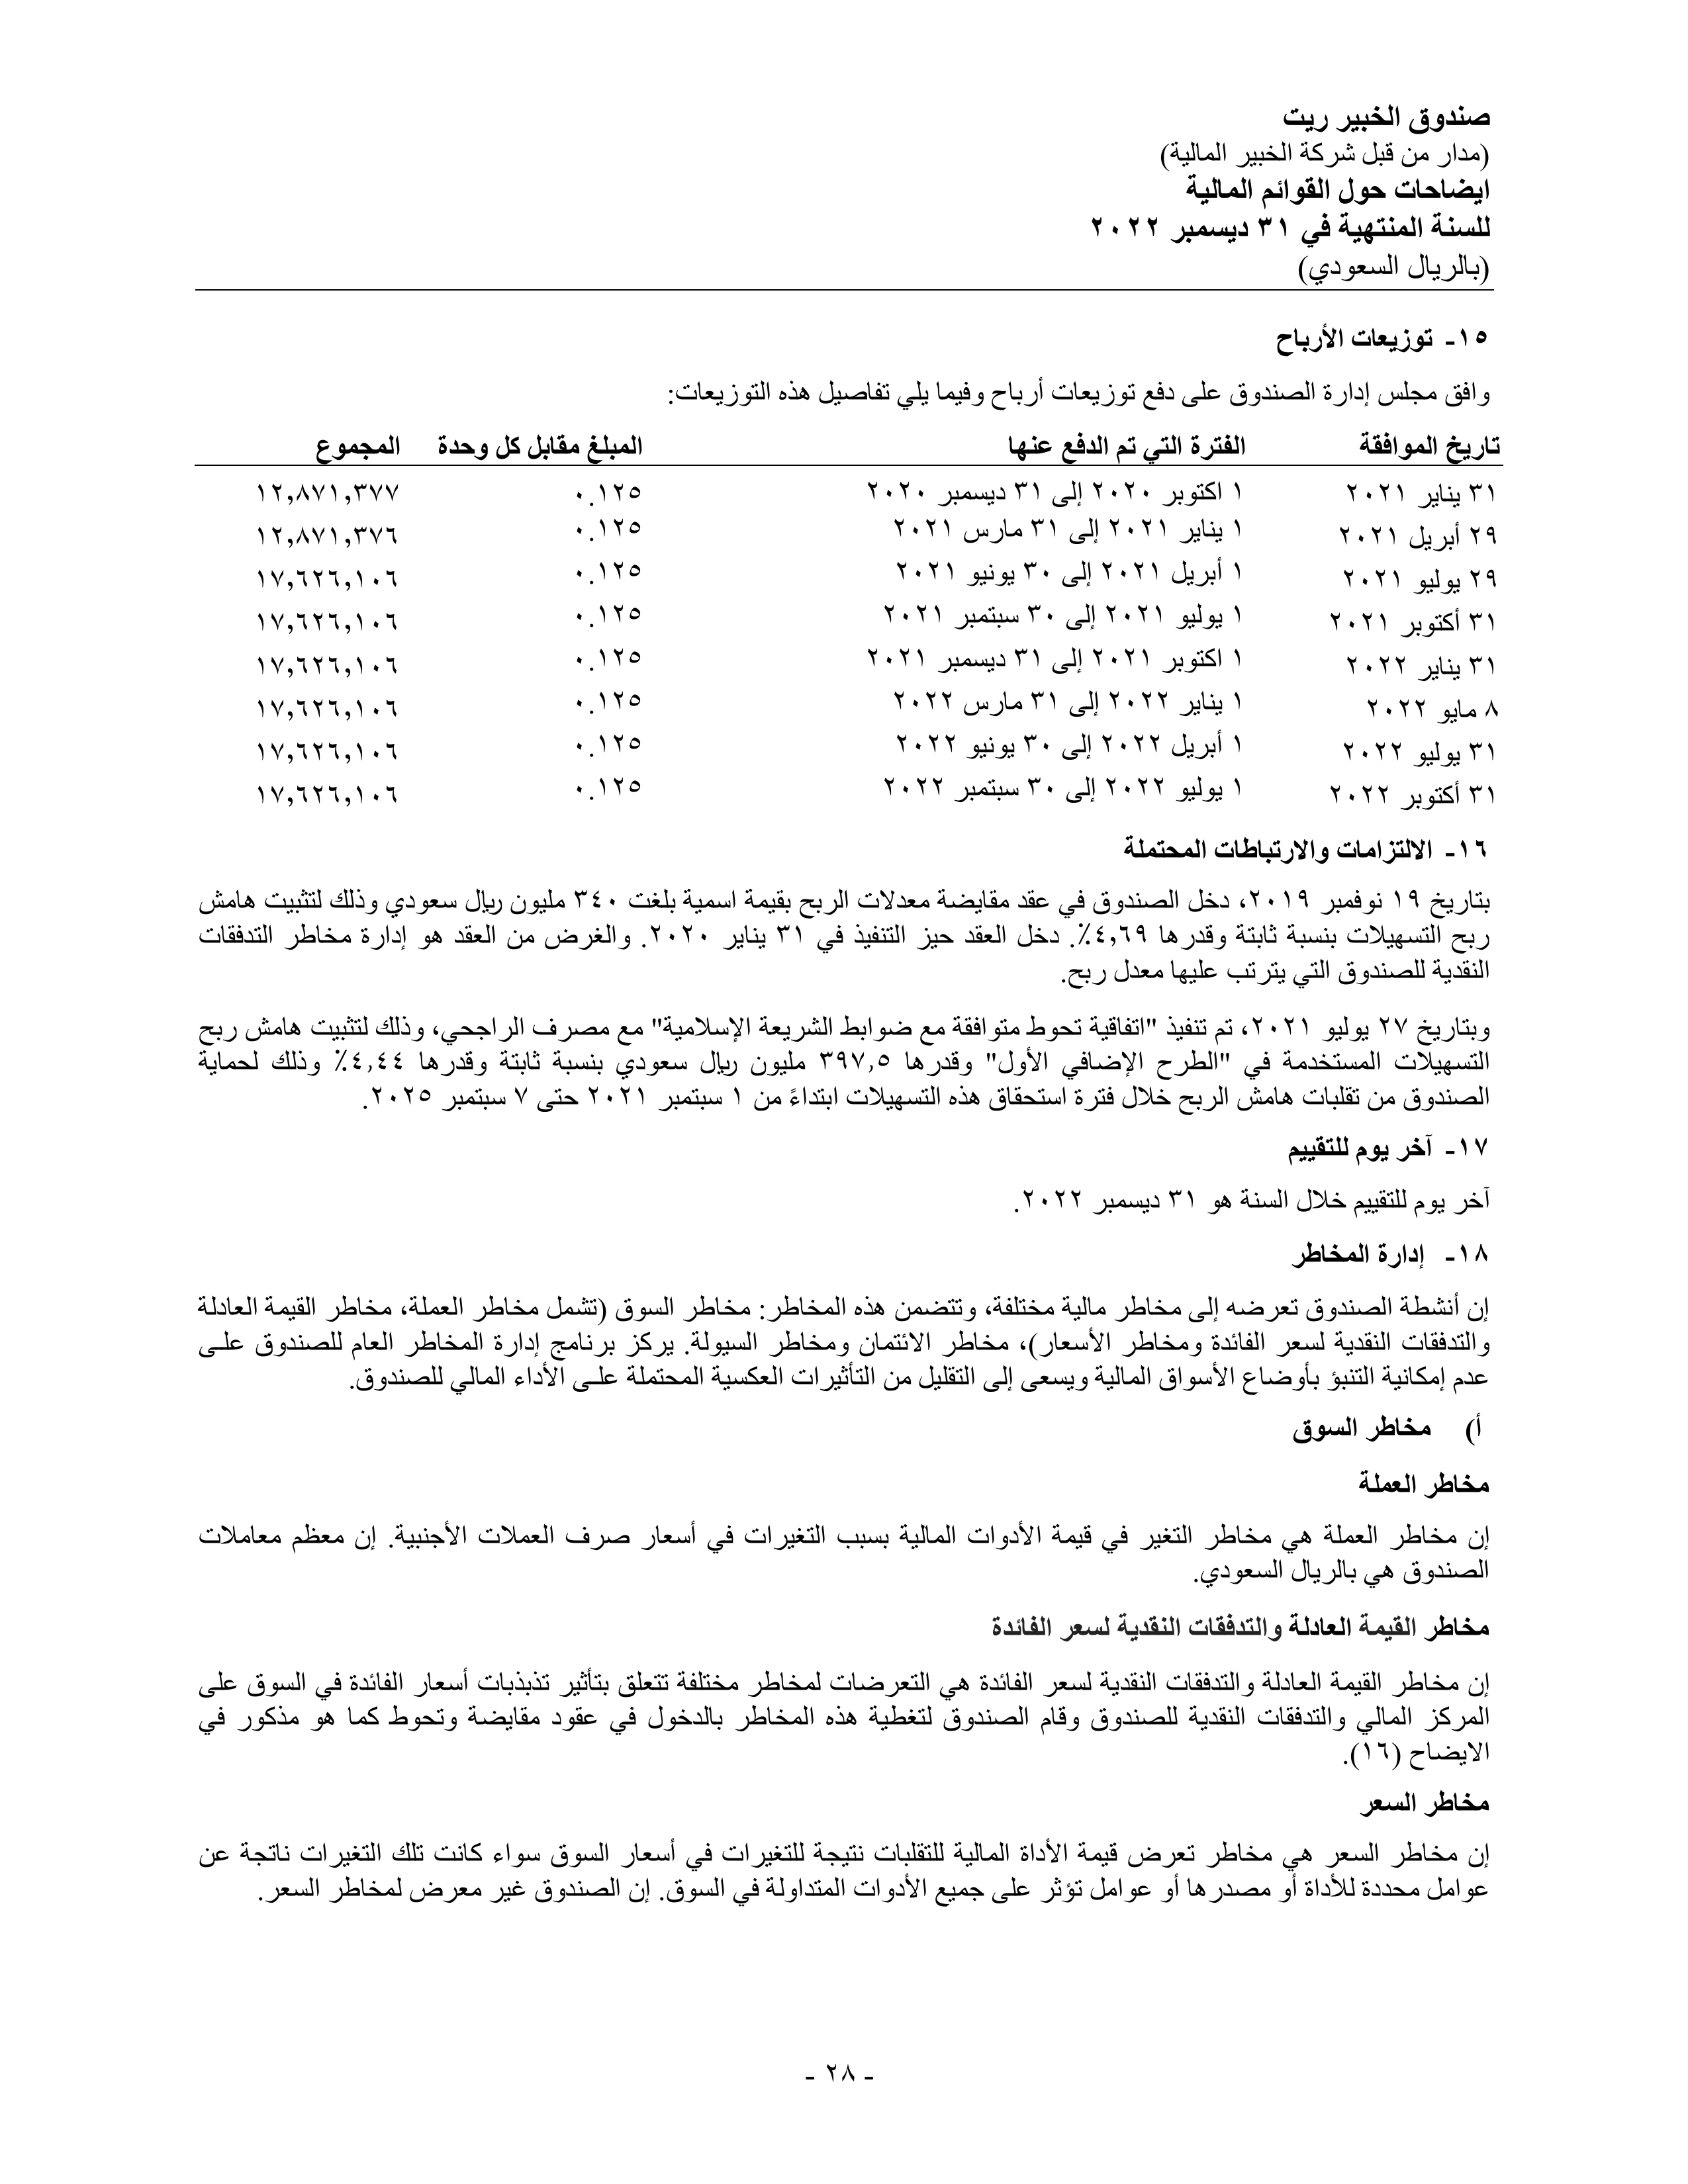 صندوق الخبير ريت
(مدار من قبل شركة الخبير المالية)
ايضاحات حول القوائم المالية
للسنة المنتهية في ٣١ ديسمبر ٢٠٢٢
(بالريال السعودي)
١٥- توزيعات الأرباح
وافق مجلس إدارة الصندوق على دفع توزيعات أرباح وفيما يلي تفاصيل هذه التوزيعات:
تاريخ الموافقة الفترة التي تم الدفع عنها المبلغ مقابل كل وحدة المجموع
٣١ يناير ٢٠٢١ ١ اكتوبر ٢٠٢٠ إلى ٣١ ديسمبر ٢٠٢٠ ٠.١٢٥ ١٢,٨٧١,٣٧٧
٢٩ أبريل ٢٠٢١ ١ يناير ٢٠٢١ إلى ٣١ مارس ٢٠٢١ ٠.١٢٥ ١٢,٨٧١,٣٧٦
٢٩ يوليو ٢٠٢١ ١ أبريل ٢٠٢١ إلى ٣٠ يونيو ٢٠٢١ ٠.١٢٥ ١٧,٦٢٦,١٠٦
٣١ أكتوبر ٢٠٢١ ١ يوليو ٢٠٢١ إلى ٣٠ سبتمبر ٢٠٢١ ٠.١٢٥ ١٧,٦٢٦,١٠٦
٣١ يناير ٢٠٢٢ ١ اكتوبر ٢٠٢١ إلى ٣١ ديسمبر ٢٠٢١ ٠.١٢٥ ١٧,٦٢٦,١٠٦
٨ مايو ٢٠٢٢ ١ يناير ٢٠٢٢ إلى ٣١ مارس ٢٠٢٢ ٠.١٢٥ ١٧,٦٢٦,١٠٦
٣١ يوليو ٢٠٢٢ ١ أبريل ٢٠٢٢ إلى ٣٠ يونيو ٢٠٢٢ ٠.١٢٥ ١٧,٦٢٦,١٠٦
٣١ أكتوبر ٢٠٢٢ ١ يوليو ٢٠٢٢ إلى ٣٠ سبتمبر ٢٠٢٢ ٠.١٢٥ ١٧,٦٢٦,١٠٦
١٦- الالتزامات والارتباطات المحتملة
بتاريخ ١٩ نوفمبر ٢٠١٩، دخل الصندوق في عقد مقايضة معدلات الربح بقيمة اسمية بلغت ٣٤٠ مليون ريال سعودي وذلك لتثبيت هامش
ربح التسهيلات بنسبة ثابتة وقدرها ٤,٦٩٪. دخل العقد حيز التنفيذ في ٣١ يناير ٢٠٢٠. والغرض من العقد هو إدارة مخاطر التدفقات
النقدية للصندوق التي يترتب عليها معدل ربح.
وبتاريخ ٢٧ يوليو ٢٠٢١، تم تنفيذ "اتفاقية تحوط متوافقة مع ضوابط الشريعة الإسلامية" مع مصرف الراجحي، وذلك لتثبيت هامش ربح
التسهيلات المستخدمة في "الطرح الإضافي الأول" وقدرها ٣٩٧,٥ مليون ريال سعودي بنسبة ثابتة وقدرها ٤,٤٤٪ وذلك لحماية
الصندوق من تقلبات هامش الربح خلال فترة استحقاق هذه التسهيلات ابتداءً من ١ سبتمبر ٢٠٢١ حتى ٧ سبتمبر ٢٠٢٥.
١٧- آخر يوم للتقييم
آخر يوم للتقييم خلال السنة هو ٣١ ديسمبر ٢٠٢٢.
١٨- إدارة المخاطر
إن أنشطة الصندوق تعرضه إلى مخاطر مالية مختلفة، وتتضمن هذه المخاطر: مخاطر السوق (تشمل مخاطر العملة، مخاطر القيمة العادلة
والتدفقات النقدية لسعر الفائدة ومخاطر الأسعار)، مخاطر الائتمان ومخاطر السيولة. يركز برنامج إدارة المخاطر العام للصندوق علـى
عدم إمكانية التنبؤ بأوضاع الأسواق المالية ويسعى إلى التقليل من التأثيرات العكسية المحتملة علـى الأداء المالي للصندوق.
أ) مخاطر السوق
مخاطر العملة
إن مخاطر العملة هي مخاطر التغير في قيمة الأدوات المالية بسبب التغيرات في أسعار صرف العملات الأجنبية. إن معظم معاملات
الصندوق هي بالريال السعودي.
مخاطر القيمة العادلة والتدفقات النقدية لسعر الفائدة
إن مخاطر القيمة العادلة والتدفقات النقدية لسعر الفائدة هي التعرضات لمخاطر مختلفة تتعلق بتأثير تذبذبات أسعار الفائدة في السوق على
المركز المالي والتدفقات النقدية للصندوق وقام الصندوق لتغطية هذه المخاطر بالدخول في عقود مقايضة وتحوط كما هو مذكور في
الايضاح (١٦).
مخاطر السعر
إن مخاطر السعر هي مخاطر تعرض قيمة الأداة المالية للتقلبات نتيجة للتغيرات في أسعار السوق سواء كانت تلك التغيرات ناتجة عن
عوامل محددة للأداة أو مصدرها أو عوامل تؤثر على جميع الأدوات المتداولة في السوق. إن الصندوق غير معرض لمخاطر السعر.
- ٢٨ -